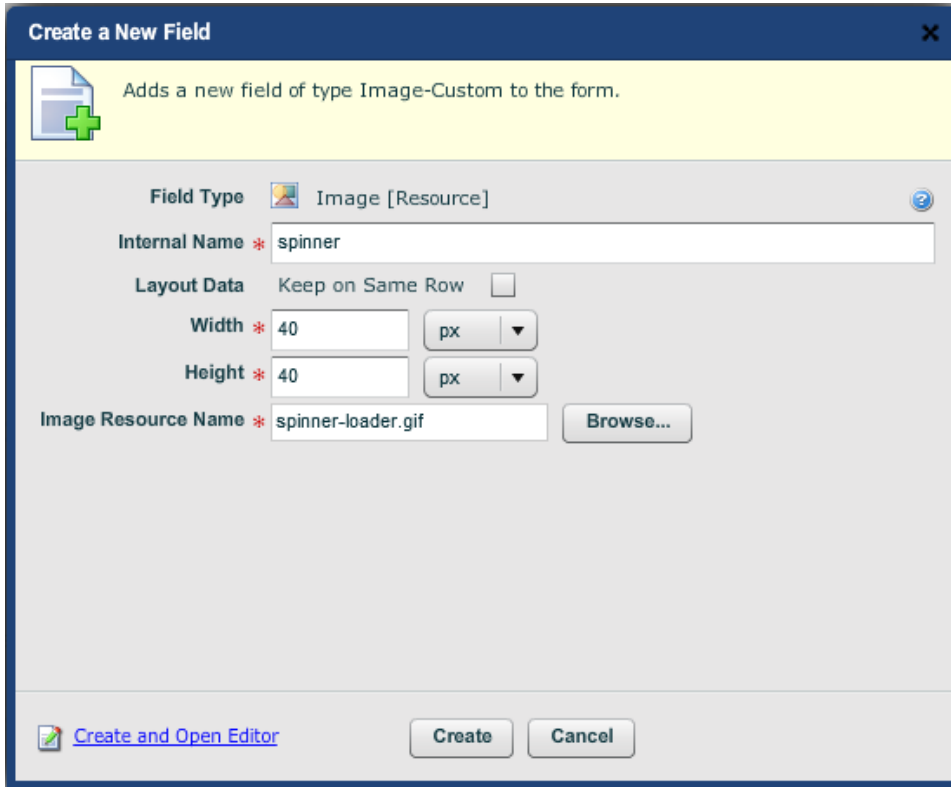 Create a New Field
Adds a new field of type Image-Custom to the form.
Field Type Image [Resource]
Internal Name * spinner
Layout Data Keep on Same Row
Width * 40 px
Height * 40 px
Image Resource Name * spinner-loader.gif Browse...
Create and Open Editor Create Cancel